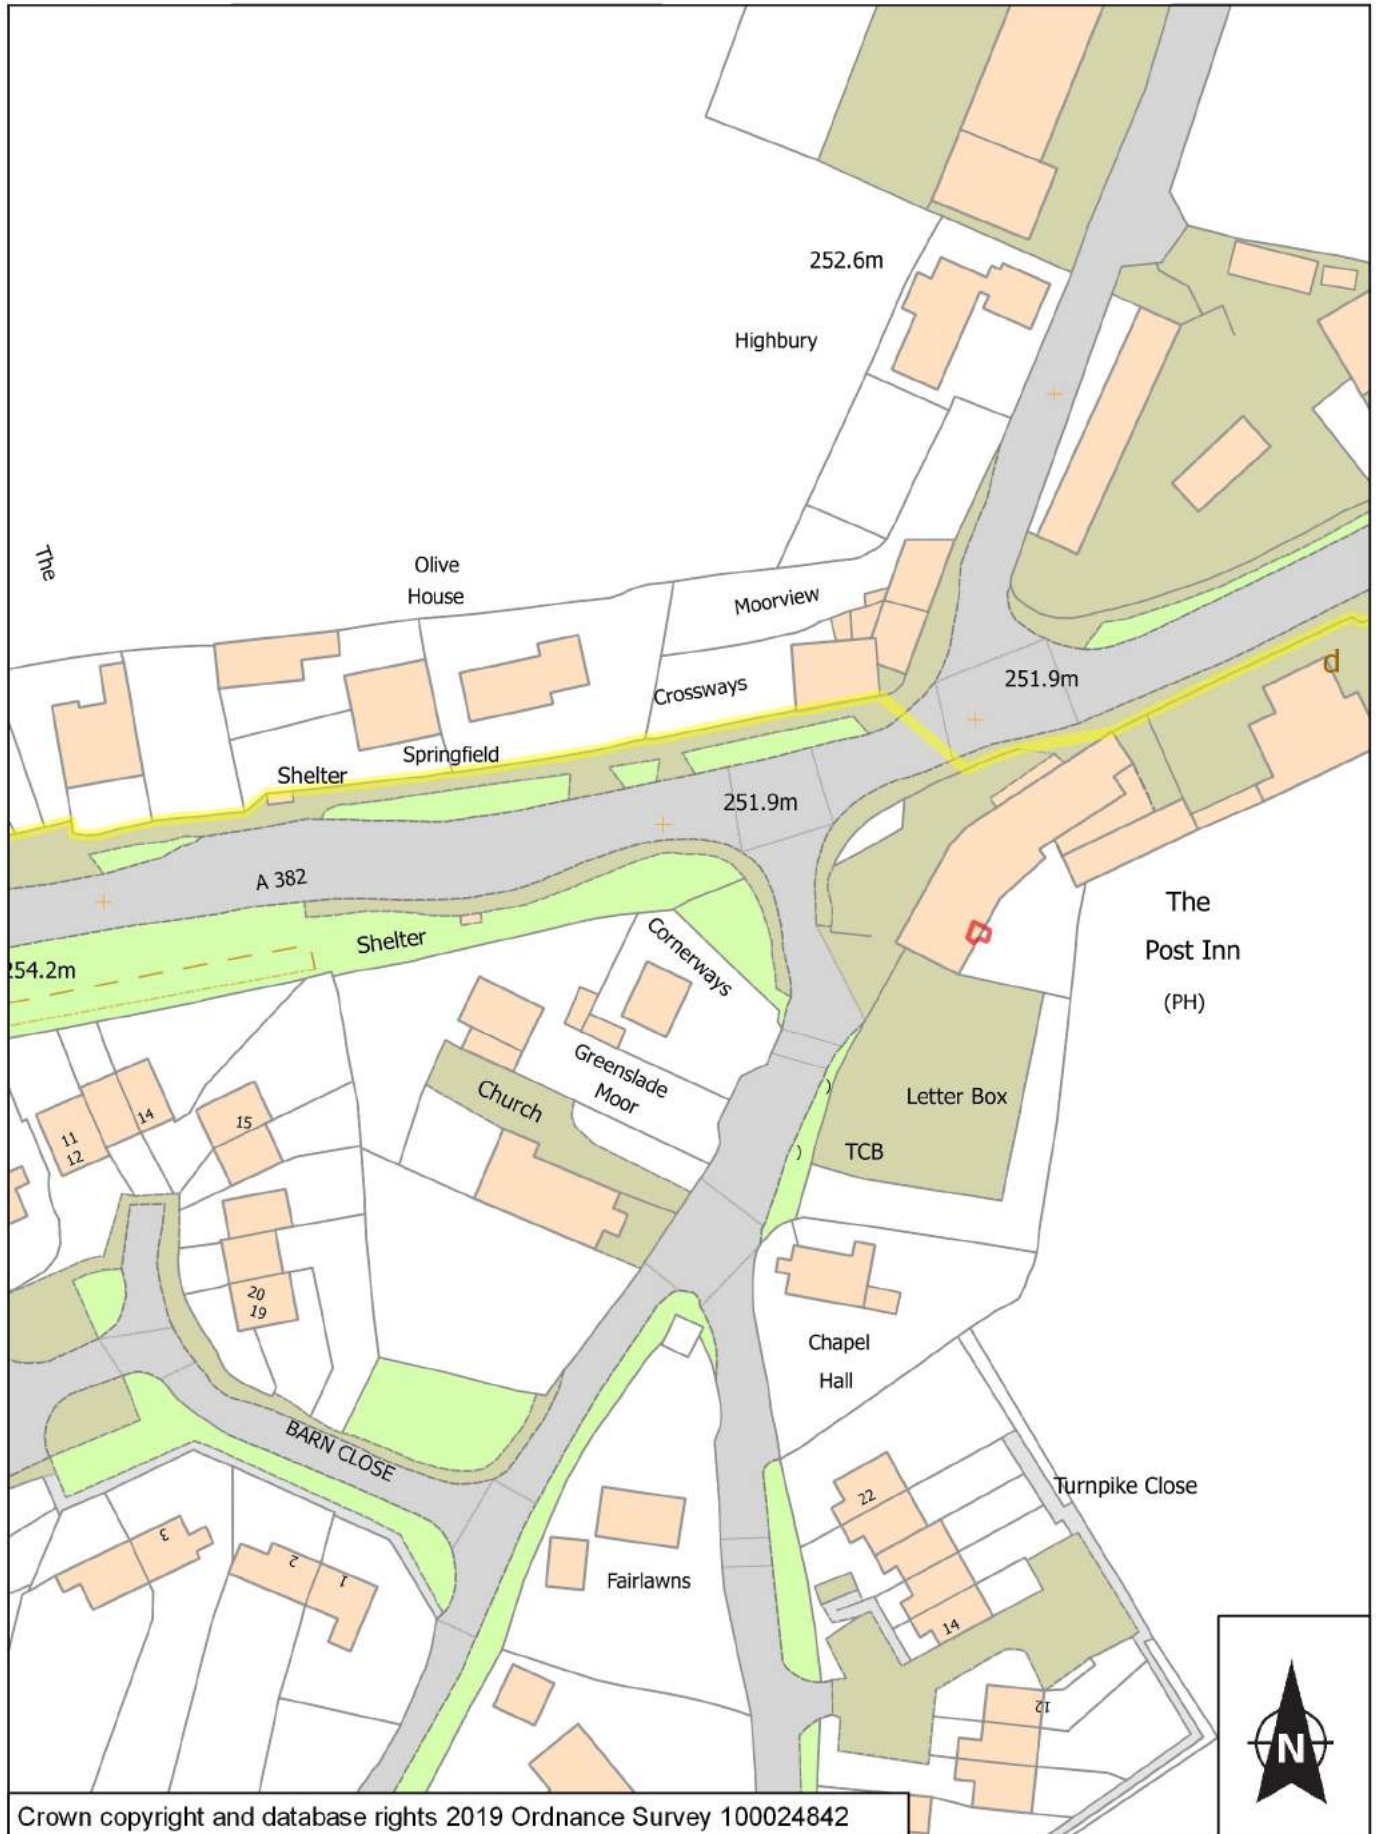 252.6m
Highbury
The
Olive
House
Moorview
d
251.9m
Crossways
Springfield
Shelter
251.9m
A 382
The
Post Inn
(PH)
Shelter
Cornerways
254.2m
Greenslade
Moor
Church
Letter Box
TCB
14
11
12
15
20
19
Chapel
Hall
BARN CLOSE
Turnpike Close
22
3
2
1
Fairlawns
14
12
N
Crown copyright and database rights 2019 Ordnance Survey 100024842